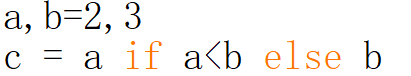 a,b=2,3
c = a if a<b else b